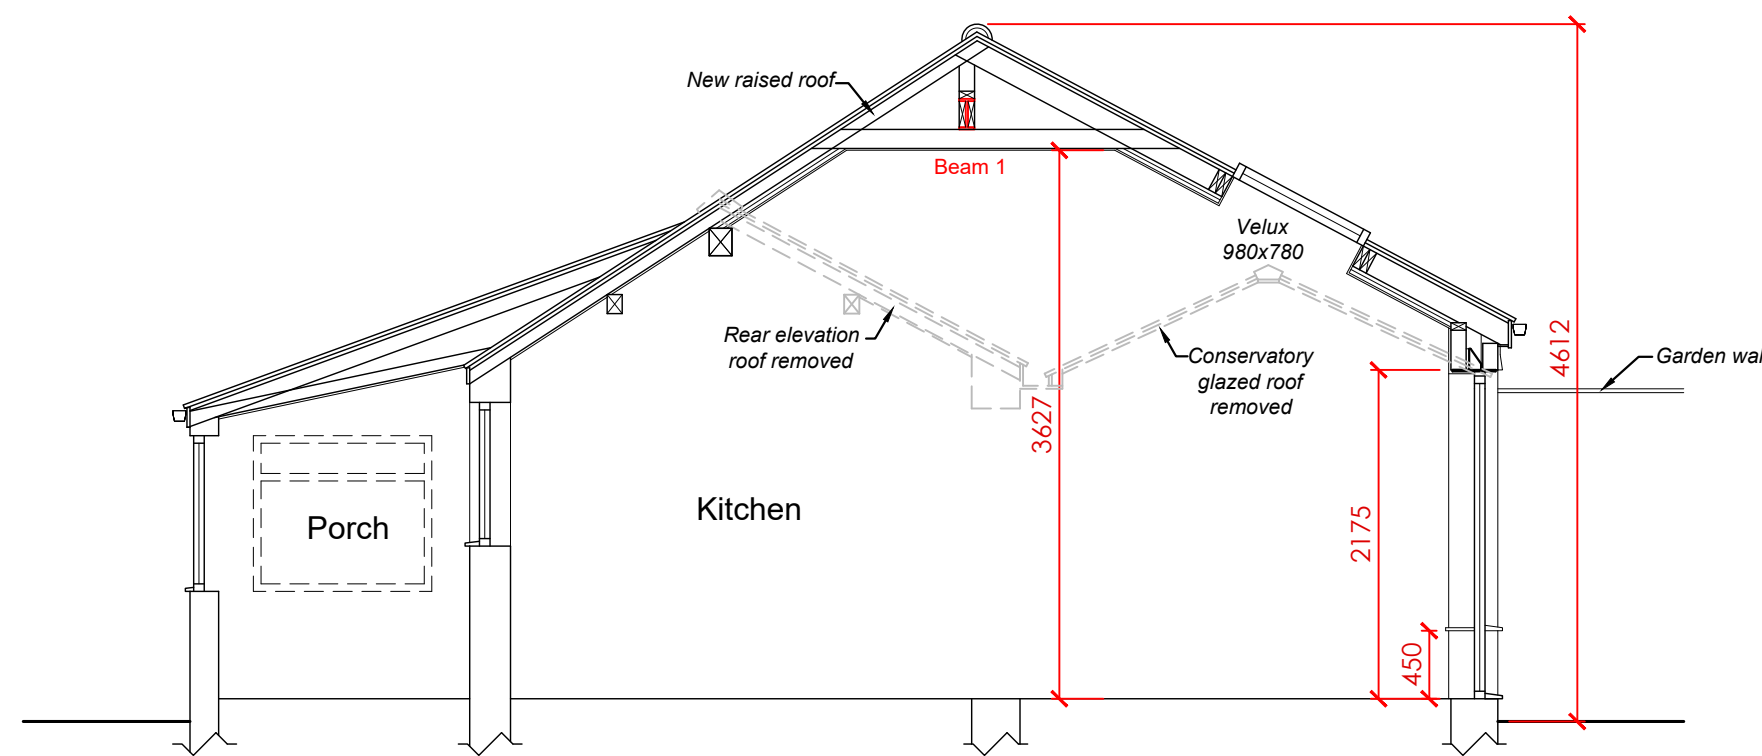 New raised roof
Beam 1
Velux
980x780
Rear elevation
roof removed
Conservatory
glazed roof
removed
4612
Garden wal
3627
2175
Kitchen
Porch
450